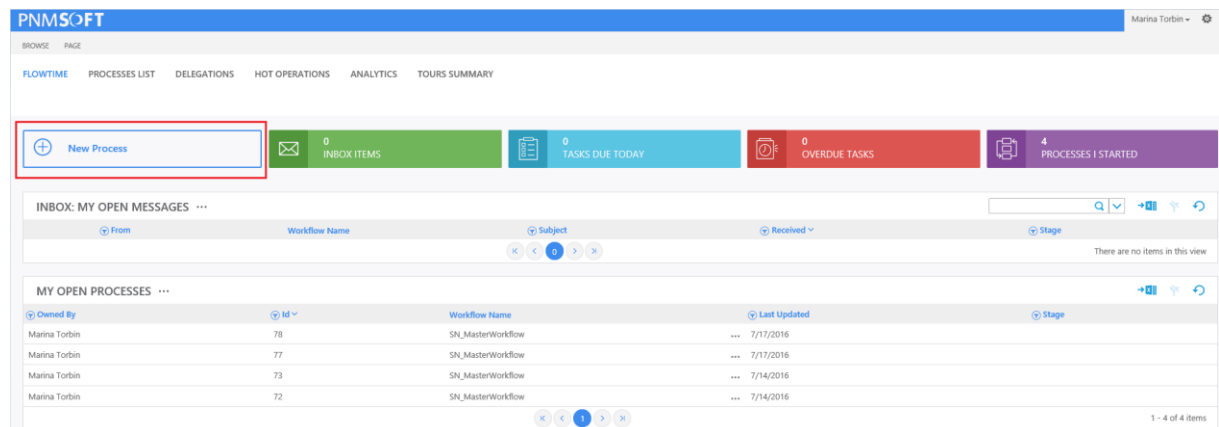 PNMSOFT Marina Torbin
BROWSE PAGE
FLOWTIME PROCESSES LIST DELEGATIONS HOT OPERATIONS ANALYTICS TOURS SUMMARY
New Process
0
INBOX ITEMS
0
TASKS DUE TODAY
0
OVERDUE TASKS
4
PROCESSES I STARTED
INBOX: MY OPEN MESSAGES ...
From Workflow Name Subject Received Stage
0 There are no items in this view
MY OPEN PROCESSES ...
Owned By Id Workflow Name Last Updated Stage
Marina Torbin 78 SN_MasterWorkflow ... 7/17/2016
Marina Torbin 77 SN_MasterWorkflow ... 7/17/2016
Marina Torbin 73 SN_MasterWorkflow ... 7/14/2016
Marina Torbin 72 SN_MasterWorkflow ... 7/14/2016
1 1 - 4 of 4 items